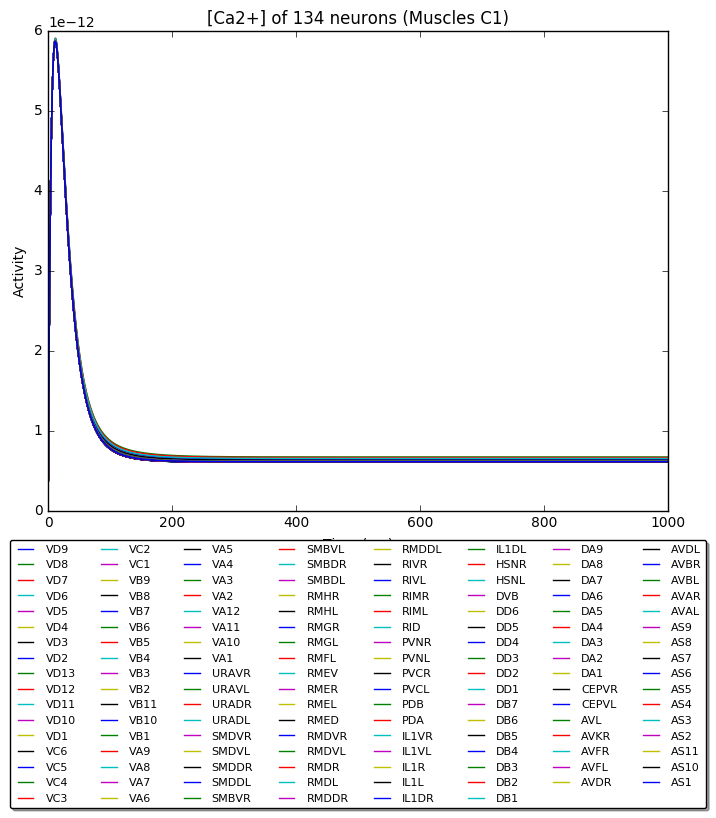 [Ca2+] of 134 neurons (Muscles C1)
1e−12
6
5
4
3
2
1
0
Activity
0
200
400
600
800
1000
VD9
VD8
VD7
VD6
VD5
VD4
VD3
VD2
VD13
VD12
VD11
VD10
VD1
VC6
VC5
VC4
VC3
VC2
VC1
VB9
VB8
VB7
VB6
VB5
VB4
VB3
VB2
VB11
VB10
VB1
VA9
VA8
VA7
VA6
VA5
VA4
VA3
VA2
VA12
VA11
VA10
VA1
URAVR
URAVL
URADR
URADL
SMDVR
SMDVL
SMDDR
SMDDL
SMBVR
SMBVL
SMBDR
SMBDL
RMHR
RMHL
RMGR
RMGL
RMFL
RMEV
RMER
RMEL
RMED
RMDVR
RMDVL
RMDR
RMDL
RMDDR
RMDDL
RIVR
RIVL
RIMR
RIML
RID
PVNR
PVNL
PVCR
PVCL
PDB
PDA
IL1VR
IL1VL
IL1R
IL1L
IL1DR
IL1DL
HSNR
HSNL
DVB
DD6
DD5
DD4
DD3
DD2
DD1
DB7
DB6
DB5
DB4
DB3
DB2
DB1
DA9
DA8
DA7
DA6
DA5
DA4
DA3
DA2
DA1
CEPVR
CEPVL
AVL
AVKR
AVFR
AVFL
AVDR
AVDL
AVBR
AVBL
AVAR
AVAL
AS9
AS8
AS7
AS6
AS5
AS4
AS3
AS2
AS11
AS10
AS1